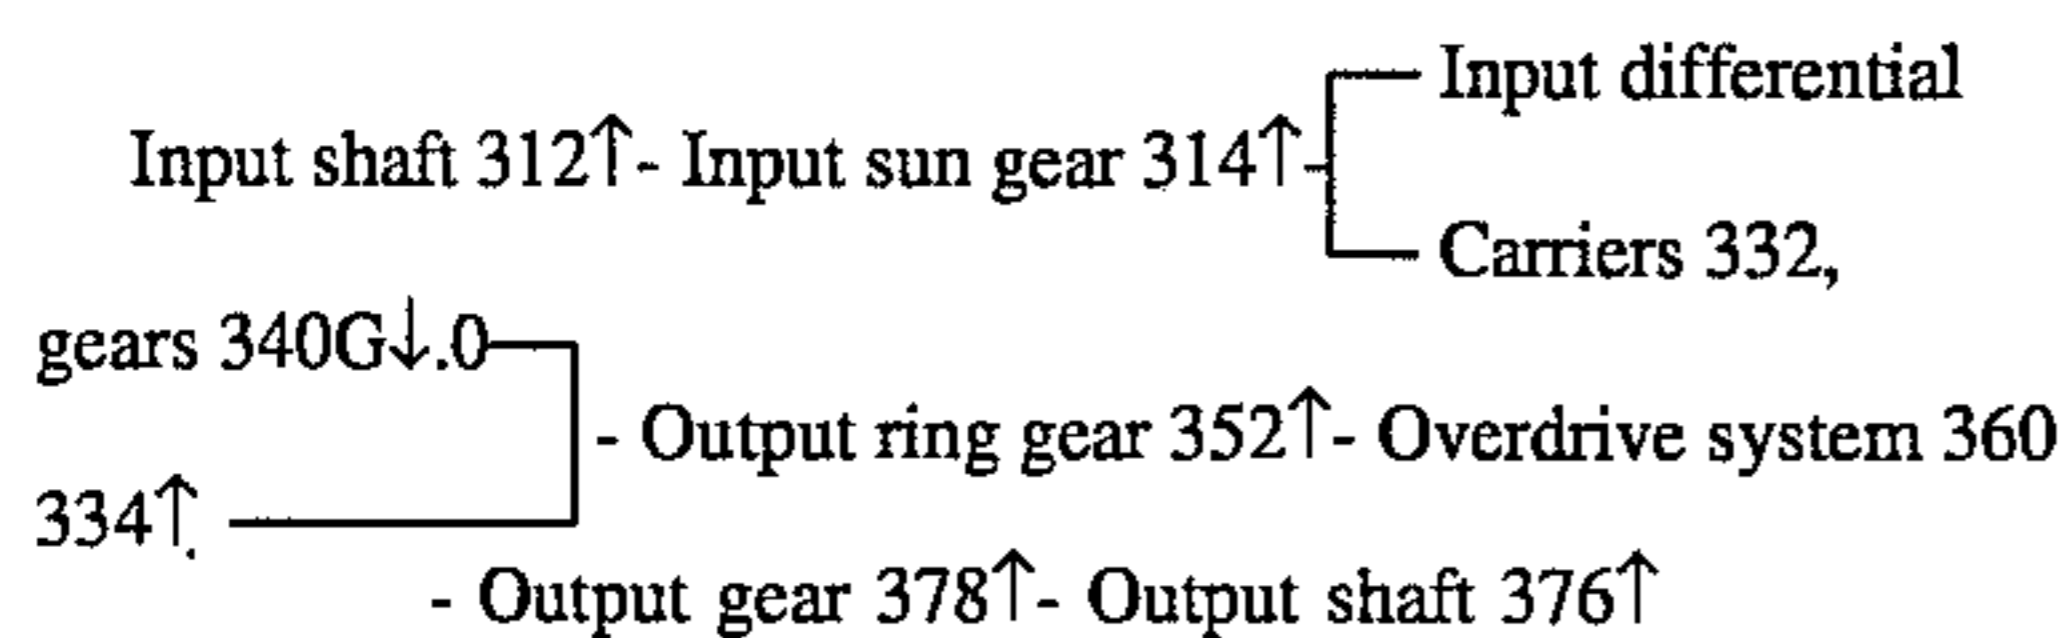 Input differential
Input shaft 312↑- Input sun gear 314↑-
Carriers 332,
gears 340G↓.0
- Output ring gear 352↑- Overdrive system 360
334↑.
- Output gear 378↑- Output shaft 376↑